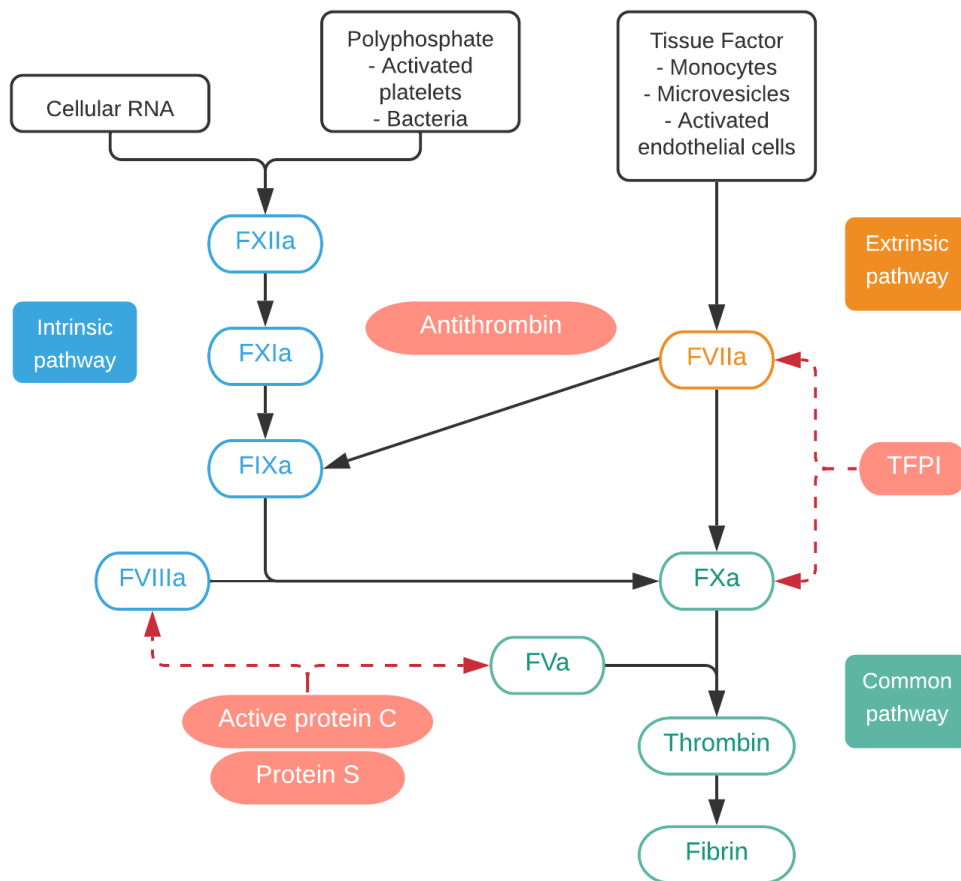 Polyphosphate
- Activated
platelets
- Bacteria
Tissue Factor
- Monocytes
- Microvesicles
- Activated
endothelial cells
Cellular RNA
FXIIa
Extrinsic
pathway
Intrinsic
pathway
Antithrombin
FXIa
FVIIa
FIXa
TFPI
FVIIIa
FXa
FVa
Active protein C
Protein S
Common
pathway
Thrombin
Fibrin